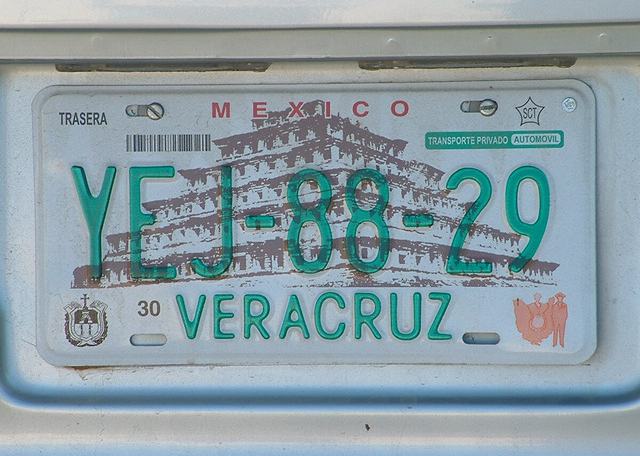 MEXICO
TRASERA
SCT
TRANSPORTE PRIVADO AUTOMOVIL
YEJ-88-29
30
VERACRUZ